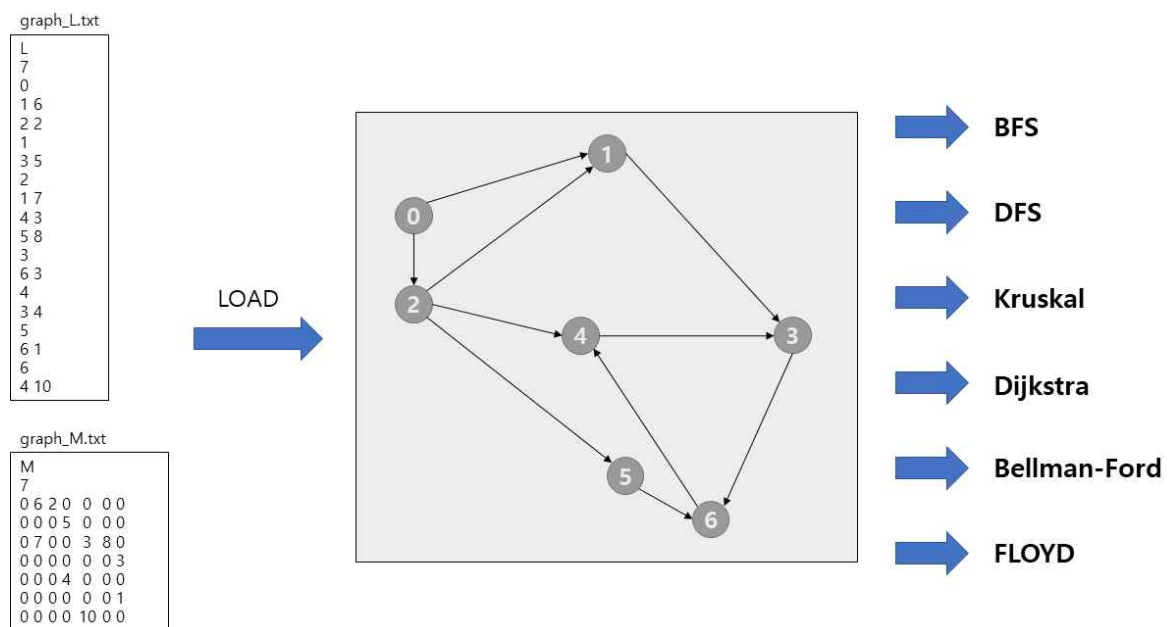 graph_L.txt
L
7
0
1 6
2 2
1
3 5
2
1 7
4 3
5 8
3
6 3
4
3 4
5
6 1
6
4 10
graph_M.txt
M
7
0 6 2 0 0 0 0
0 0 0 5 0 0 0
0 7 0 0 3 8 0
0 0 0 0 0 0 3
0 0 0 4 0 0 0
0 0 0 0 0 0 1
0 0 0 0 10 0 0
LOAD
1
0
2
4
3
5
6
BFS
DFS
Kruskal
Dijkstra
Bellman-Ford
FLOYD